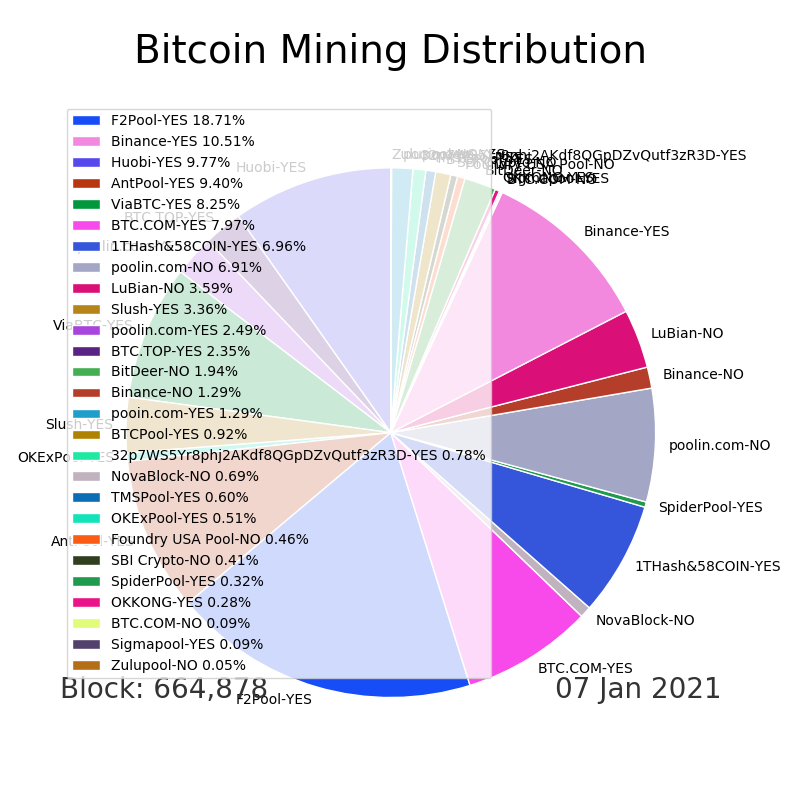 Bitcoin Mining Distribution
F2Pool-YES 18.71%
Binance-YES 10.51%
Huobi-YES 9.77%
AntPool-YES 9.40%
ViaBTC-YES 8.25%
BTC.COM-YES 7.97%
1THash&58COIN-YES 6.96%
poolin.com-NO 6.91%
LuBian-NO 3.59%
Slush-YES 3.36%
poolin.com-YES 2.49%
BTC.TOP-YES 2.35%
BitDeer-NO 1.94%
Binance-NO 1.29%
pooin.com-YES 1.29%
BTCPool-YES 0.92%
32p7WS5Yr8pnj2AKdf8QGpDZvQutf3zR3D-YES 0.78%
NovaBlock-NO 0.69%
TMSPool-YES 0.60%
OKExPool-YES 0.51%
Foundry USA Pool-NO 0.46%
SBI Crypto-NO 0.41%
SpiderPool-YES 0.32%
OKKONG-YES 0.28%
BTC.COM-NO 0.09%
Sigmapool-YES 0.09%
Zulupool-NO 0.05%
Huobi-YES
BTC.TOP-YES
ViaBTC-YES
Slush-YES
OKExPool-YES
AntPool-YES
F2Pool-YES
BTC.COM-YES
NovaBlock-NO
1THash&58COIN-YES
SpiderPool-YES
poolin.com-NO
Binance-NO
LuBian-NO
Binance-YES
BitDeer-NO
Block: 664,878
07 Jan 2021